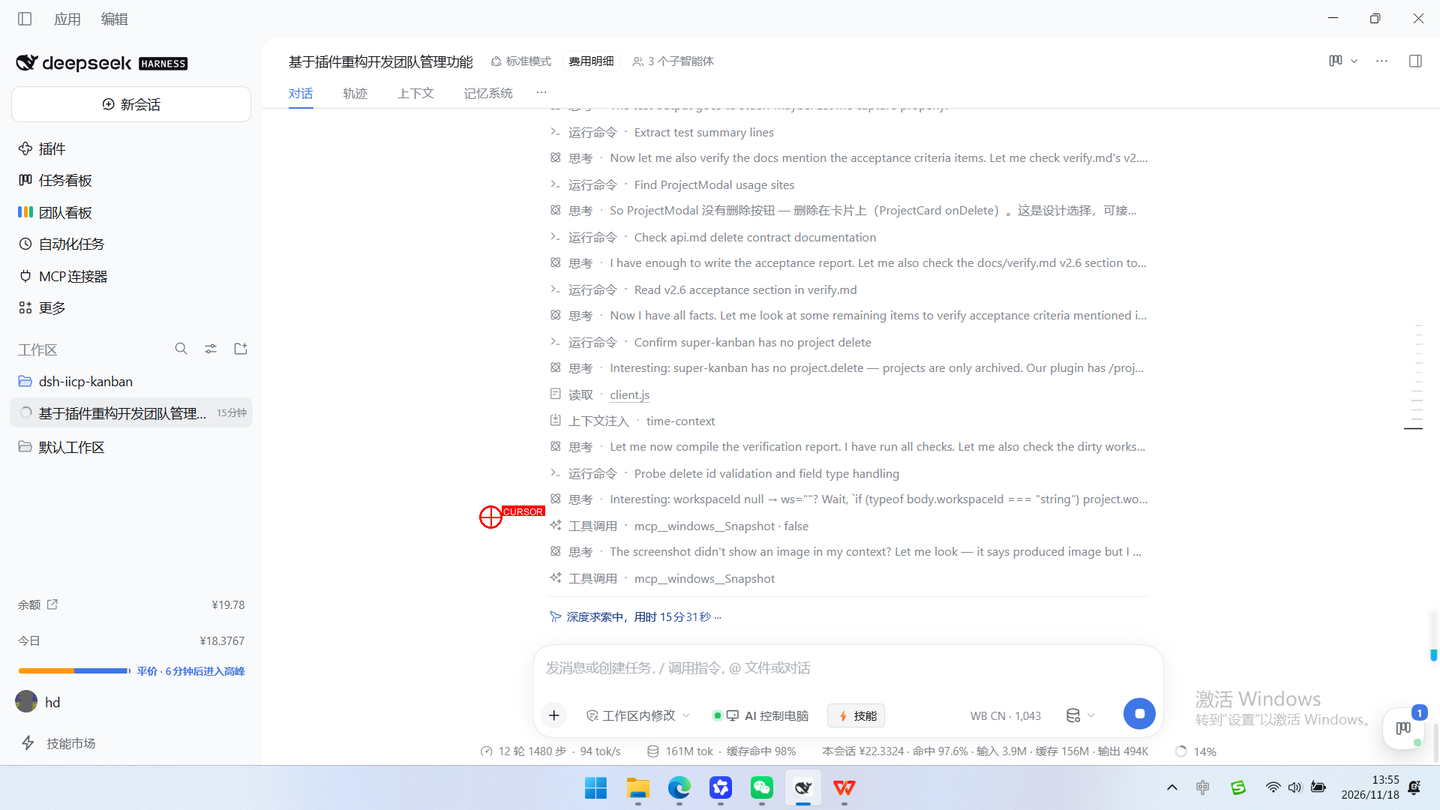 应用 编辑
deepseek HARNESS
新会话
插件
任务看板
团队看板
自动化任务
MCP 连接器
更多
工作区
dsh-iicp-kanban
基于插件重构开发团队管理... 15分钟
默认工作区
余额 ¥19.78
今日 ¥18.3767
平价 · 6分钟后进入高峰
hd
技能市场
基于插件重构开发团队管理功能 标准模式 费用明细 3 个子智能体
对话 轨迹 上下文 记忆系统 ...
运行命令 · Extract test summary lines
思考 · Now let me also verify the docs mention the acceptance criteria items. Let me check verify.md's v2....
运行命令 · Find ProjectModal usage sites
思考 · So ProjectModal 没有删除按钮 — 删除在卡片上（ProjectCard onDelete）。这是设计选择，可接...
运行命令 · Check api.md delete contract documentation
思考 · I have enough to write the acceptance report. Let me also check the docs/verify.md v2.6 section to...
运行命令 · Read v2.6 acceptance section in verify.md
思考 · Now I have all facts. Let me look at some remaining items to verify acceptance criteria mentioned i...
运行命令 · Confirm super-kanban has no project delete
思考 · Interesting: super-kanban has no project.delete — projects are only archived. Our plugin has /proj...
读取 · client.js
上下文注入 · time-context
思考 · Let me now compile the verification report. I have run all checks. Let me also check the dirty works...
运行命令 · Probe delete id validation and field type handling
思考 · Interesting: workspaceId null → ws=""? Wait, `if (typeof body.workspaceId === "string") project.wo...
CURSOR
工具调用 · mcp__windows__Snapshot · false
思考 · The screenshot didn't show an image in my context? Let me look — it says produced image but I ...
工具调用 · mcp__windows__Snapshot
深度求索中，用时 15分31秒 ...
发消息或创建任务, / 调用指令, @ 文件或对话
工作区内修改 AI 控制电脑 技能 WB CN · 1,043
12 轮 1480 步 · 94 tok/s 161M tok · 缓存命中 98% 本会话 ¥22.3324 · 命中 97.6% · 输入 3.9M · 缓存 156M · 输出 494K 14%
激活 Windows
转到"设置"以激活 Windows。
1
中
13:55
2026/11/18